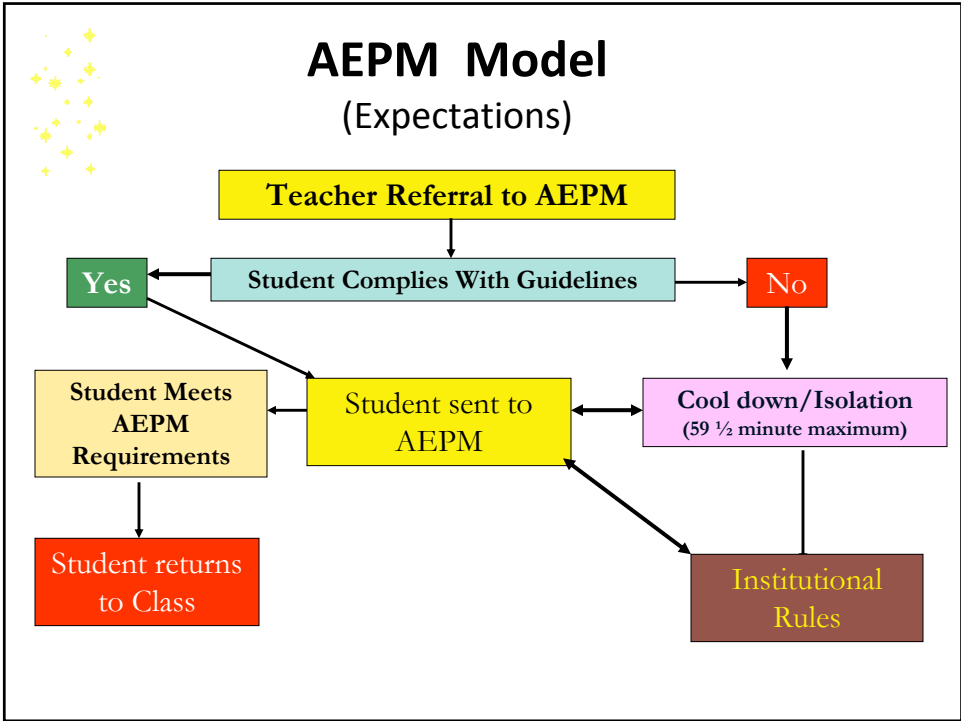 AEPM Model
(Expectations)
Teacher Referral to AEPM
Yes
Student Complies With Guidelines
No
Student Meets
AEPM
Requirements
Student sent to
AEPM
Cool down/Isolation
(59 ½ minute maximum)
Student returns
to Class
Institutional
Rules